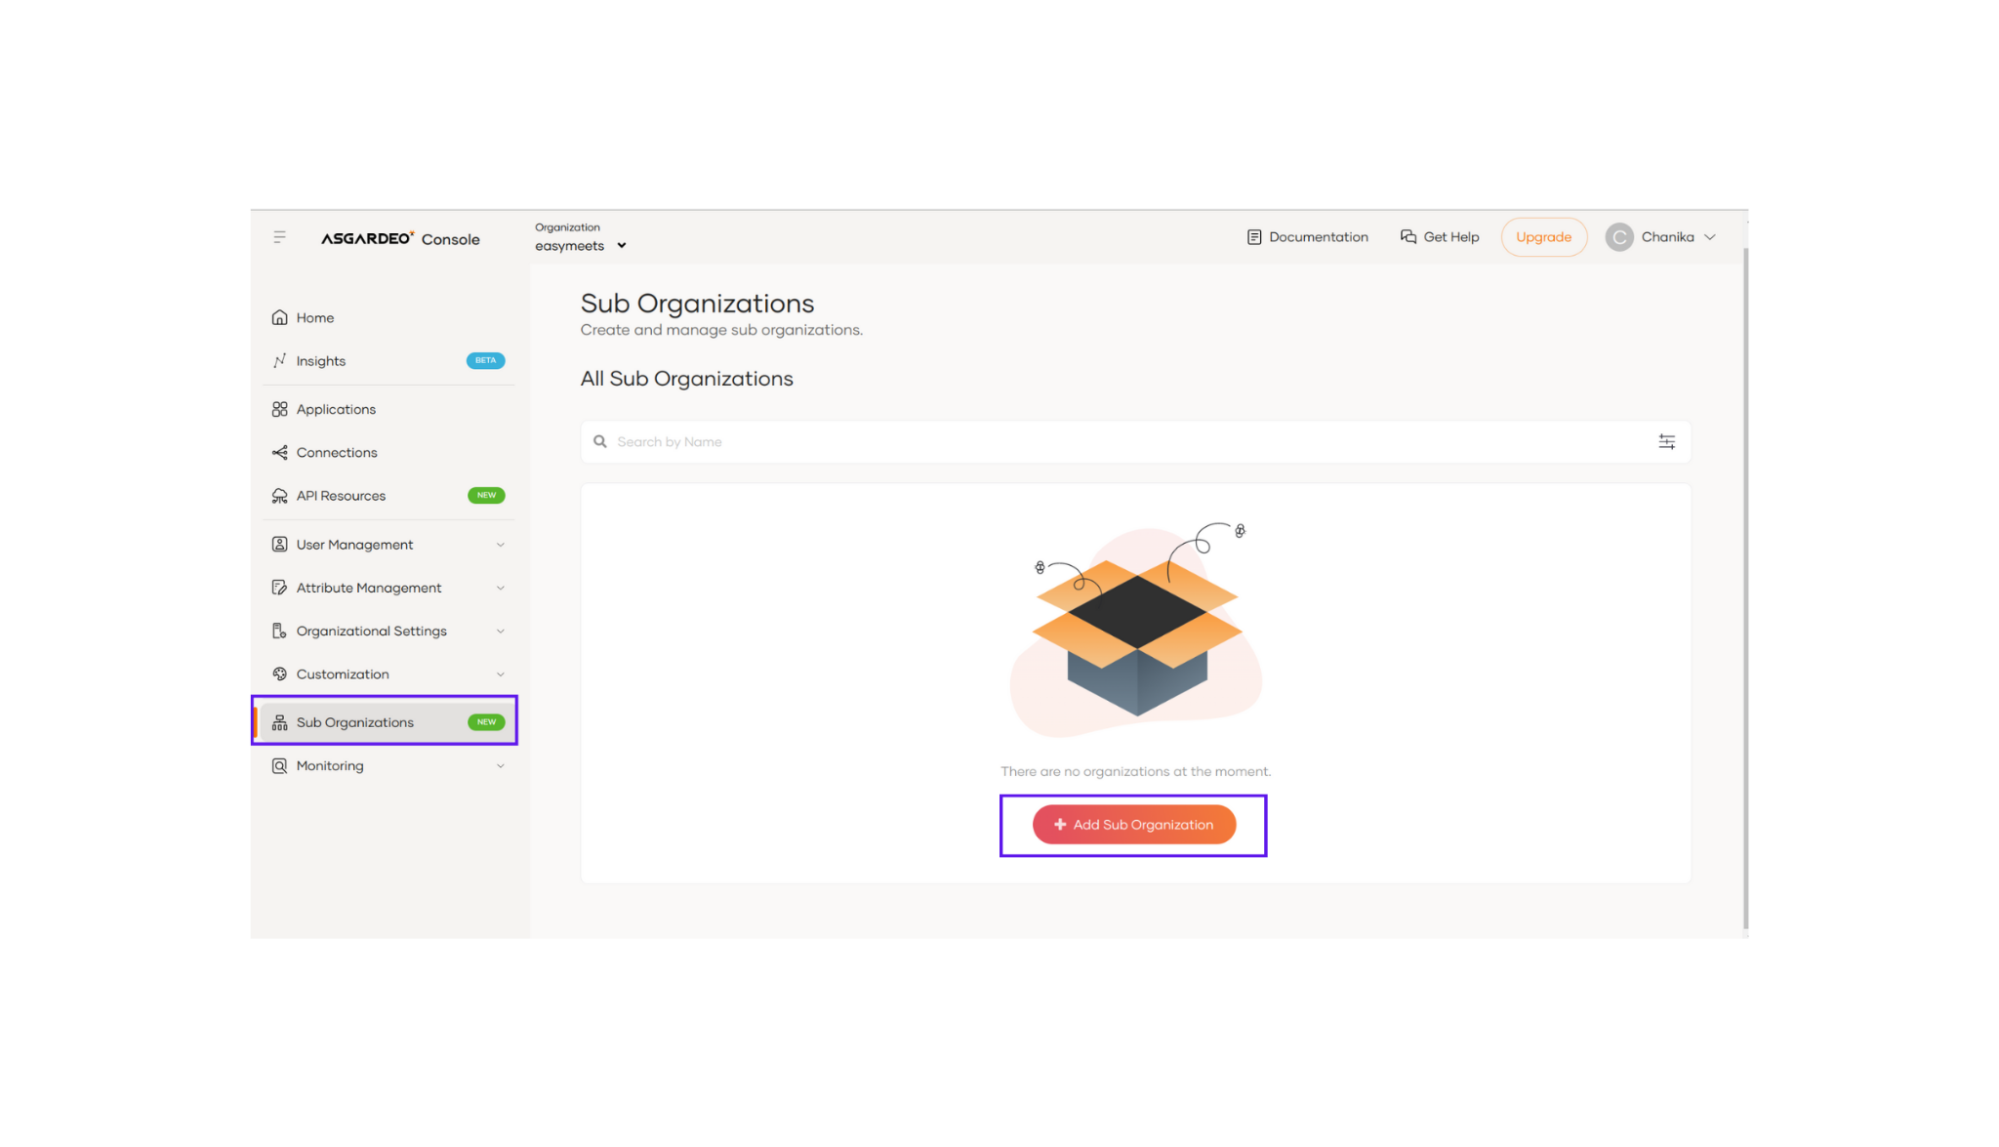 ASGARDEO Console
Organization
easymeets
Documentation
Get Help
Upgrade
C
Chanika
Home
Insights
BETA
Applications
Connections
API Resources
NEW
User Management
Attribute Management
Organizational Settings
Customization
Sub Organizations
NEW
Monitoring
Sub Organizations
Create and manage sub organizations.
All Sub Organizations
Search by Name
There are no organizations at the moment.
+ Add Sub Organization